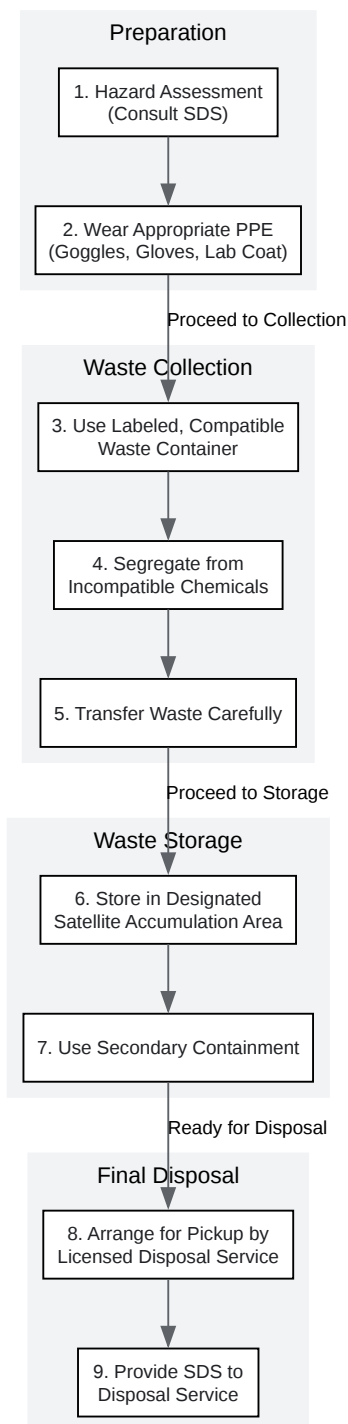 Preparation
1. Hazard Assessment
(Consult SDS)
2. Wear Appropriate PPE
(Goggles, Gloves, Lab Coat)
Proceed to Collection
Waste Collection
3. Use Labeled, Compatible
Waste Container
4. Segregate from
Incompatible Chemicals
5. Transfer Waste Carefully
Proceed to Storage
Waste Storage
6. Store in Designated
Satellite Accumulation Area
7. Use Secondary Containment
Ready for Disposal
Final Disposal
8. Arrange for Pickup by
Licensed Disposal Service
9. Provide SDS to
Disposal Service